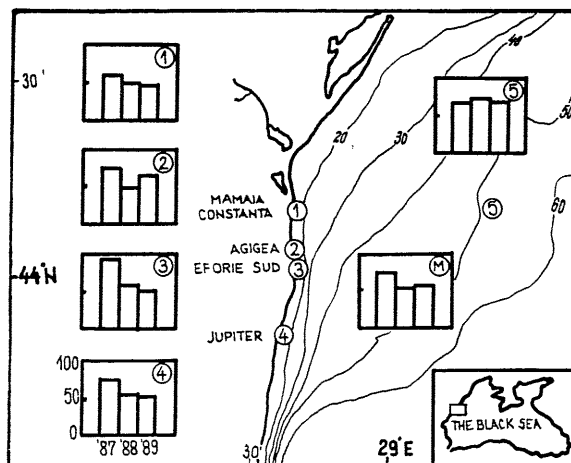 1
40
30'
5
20
30
50
2
60
MAMAIA
CONSTANTA
1
5
AGIGEA
2
3
EFORIE SUD
3
44°N
M
JUPITER
4
100
4
50
THE BLACK SEA
0
'87 '88 '89
30'
29°E